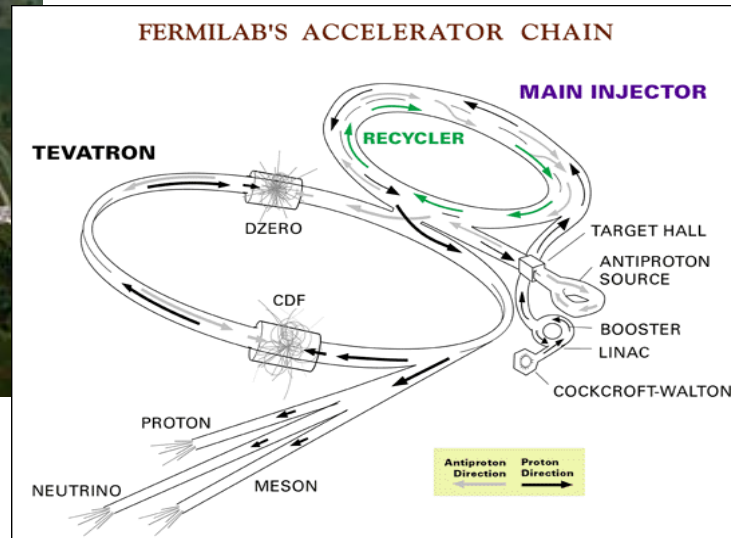 FERMILAB'S ACCELERATOR CHAIN
MAIN INJECTOR
RECYCLER
TEVATRON
DZERO
TARGET HALL
ANTIPROTON
SOURCE
CDF
BOOSTER
LINAC
COCKCROFT-WALTON
PROTON
Antiproton
Direction
Proton
Direction
NEUTRINO
MESON